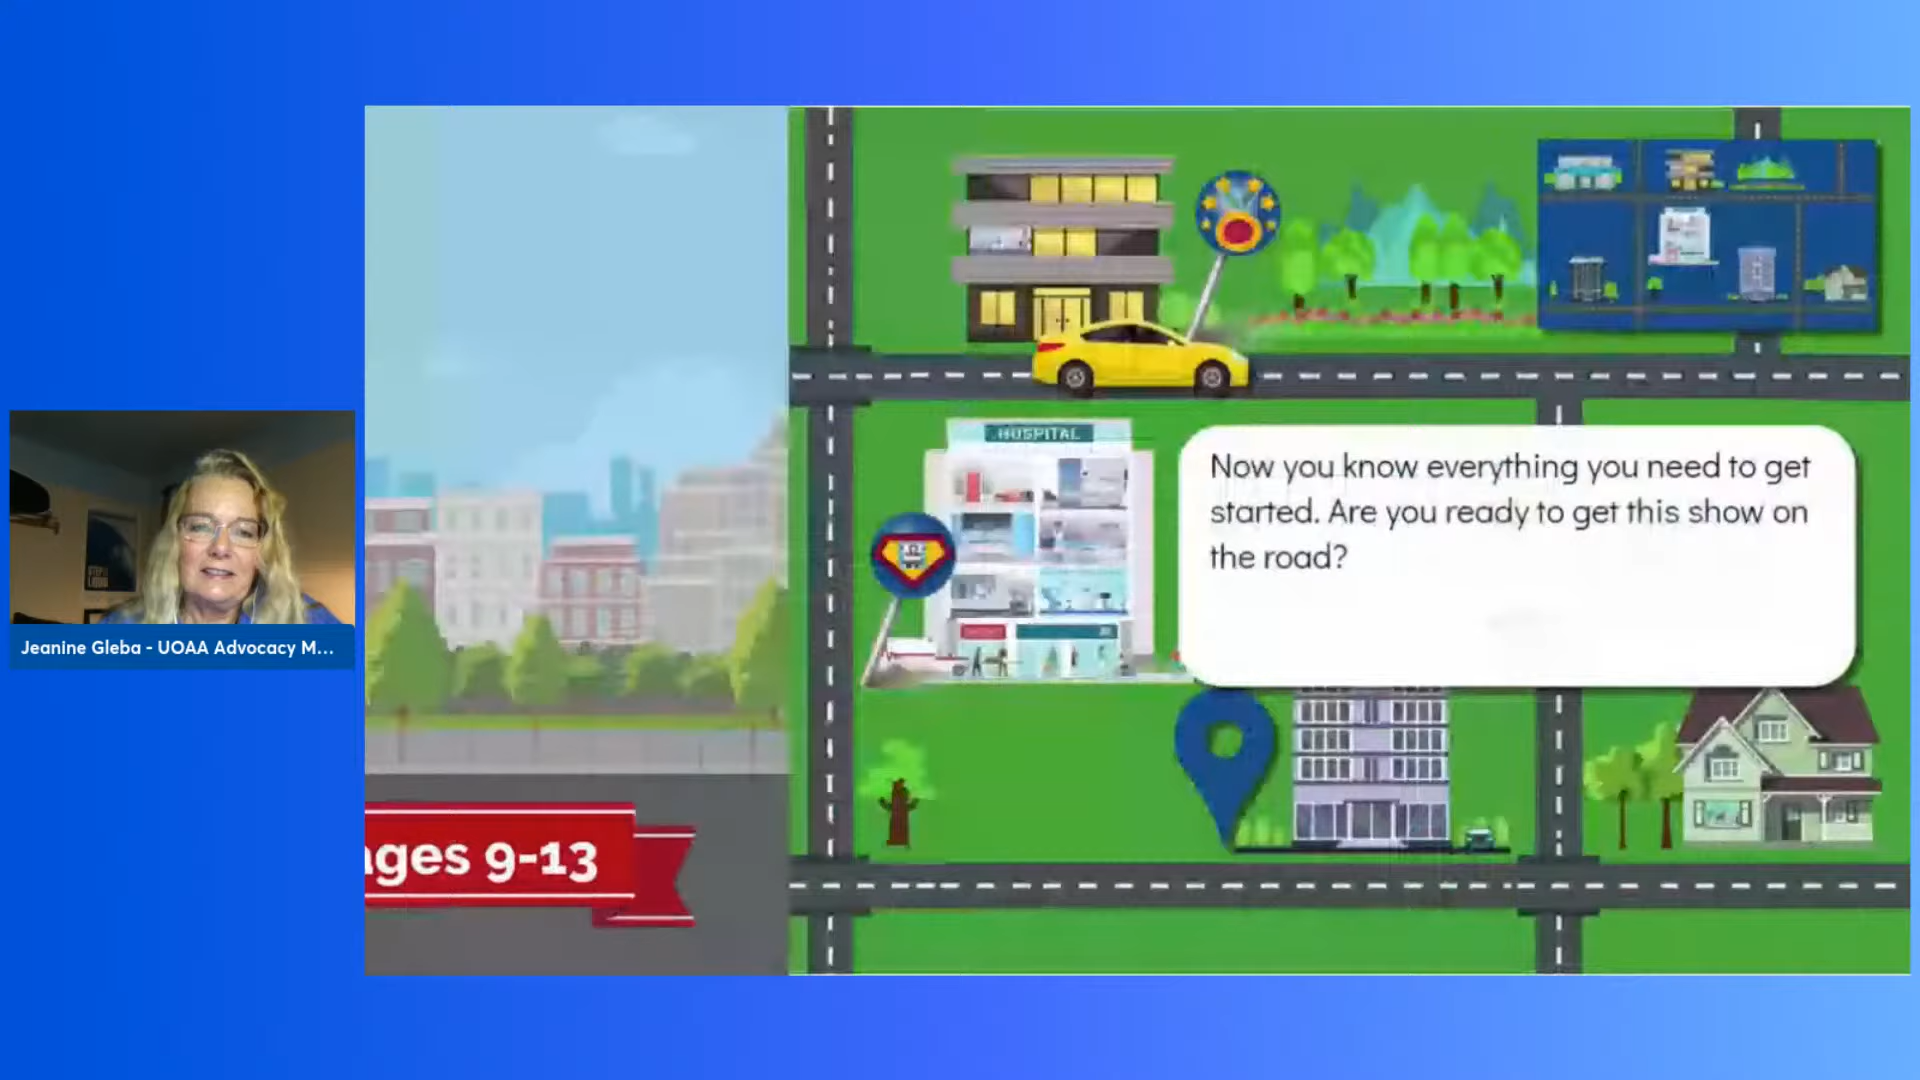 HOSPITAL
Now you know everything you need to get
started. Are you ready to get this show on
the road?
Jeanine Gleba - UOAA Advocacy M...
ages 9-13